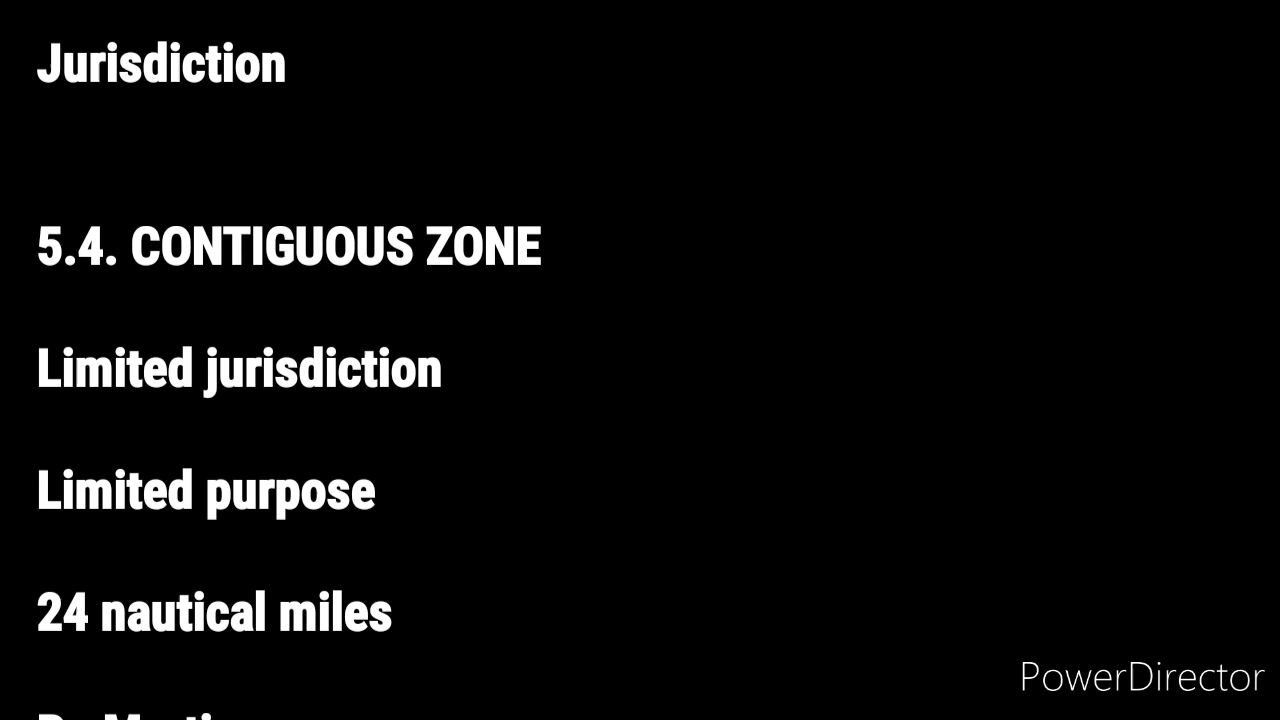 Jurisdiction
5.4. CONTIGUOUS ZONE
Limited jurisdiction
Limited purpose
24 nautical miles
PowerDirector